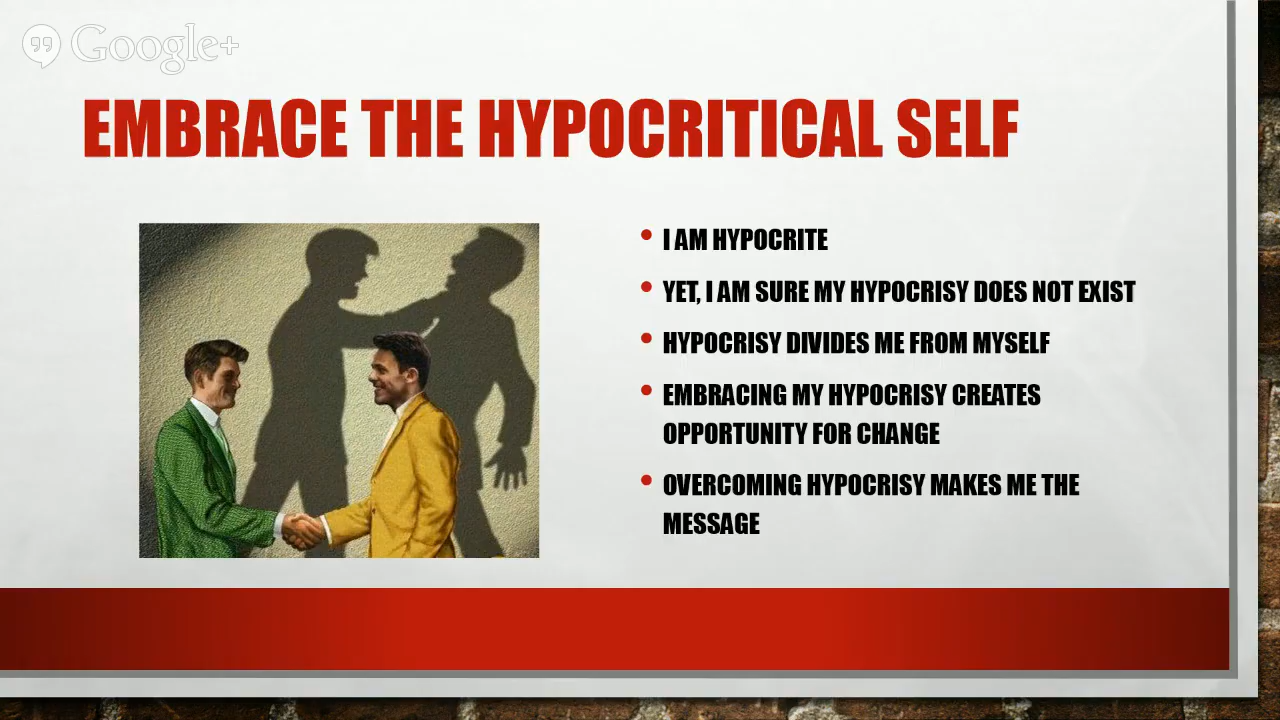 Google+
EMBRACE THE HYPOCRITICAL SELF
• I AM HYPOCRITE
• YET, I AM SURE MY HYPOCRISY DOES NOT EXIST
• HYPOCRISY DIVIDES ME FROM MYSELF
• EMBRACING MY HYPOCRISY CREATES
OPPORTUNITY FOR CHANGE
• OVERCOMING HYPOCRISY MAKES ME THE
MESSAGE